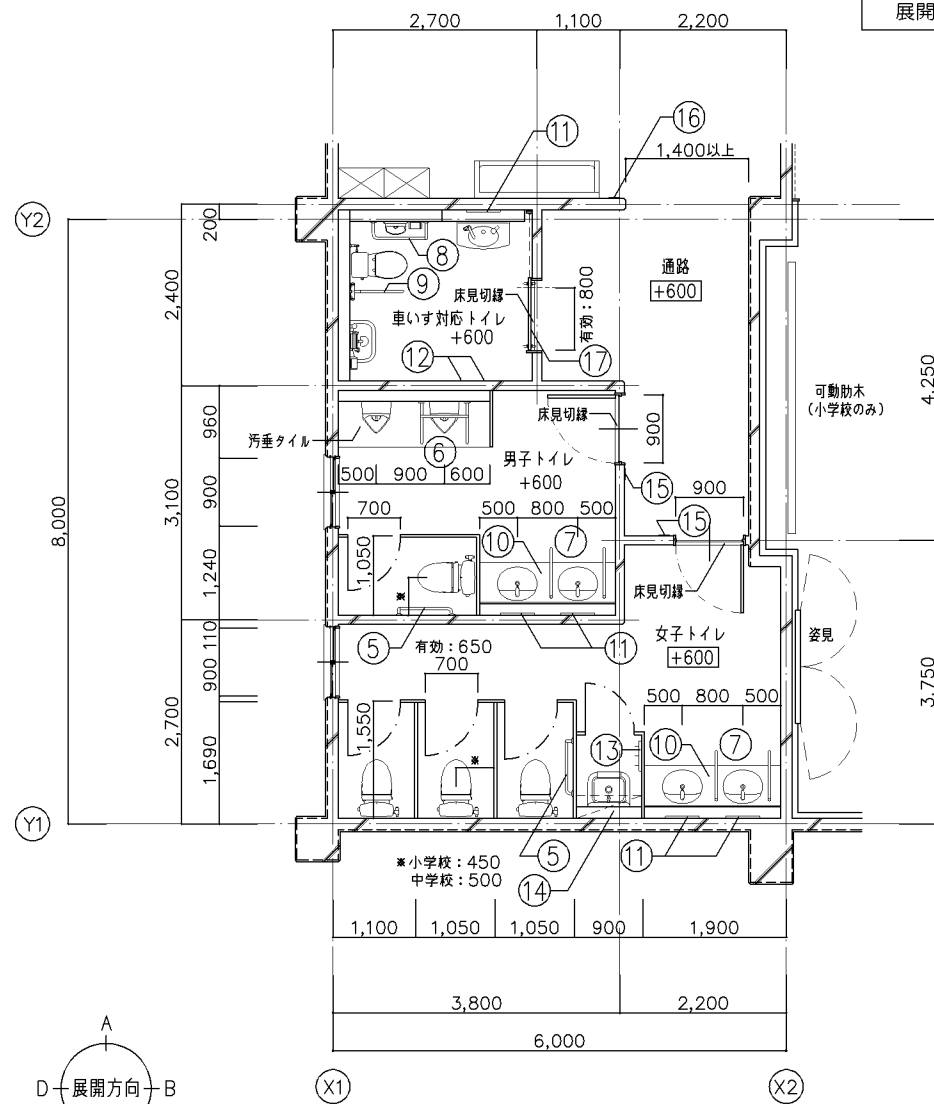 展開
2,700
1,100
2,200
⑪
⑯
1,400以上
Y2
200
⑧
⑨
通路
+600
床見切縁
有効：800
車いす対応トイレ
+600
2,400
⑫
⑰
可動肋木
(小学校のみ)
4,250
960
汚垂タイル
⑥
床見切縁
900
男子トイレ
+600
500
900
600
⑮
900
3,100
8,000
700
500
800
500
⑮
⑩
⑦
1,050
1,240
※
床見切縁
⑤
有効：650
⑪
女子トイレ
+600
姿見
110
900
700
3,750
2,700
500
800
500
1,550
⑬
⑩
⑦
1,690
※
Y1
※小学校：450
中学校：500
⑤
⑪
⑭
1,100
1,050
1,050
900
1,900
3,800
2,200
6,000
A
D
展開方向
B
X1
X2